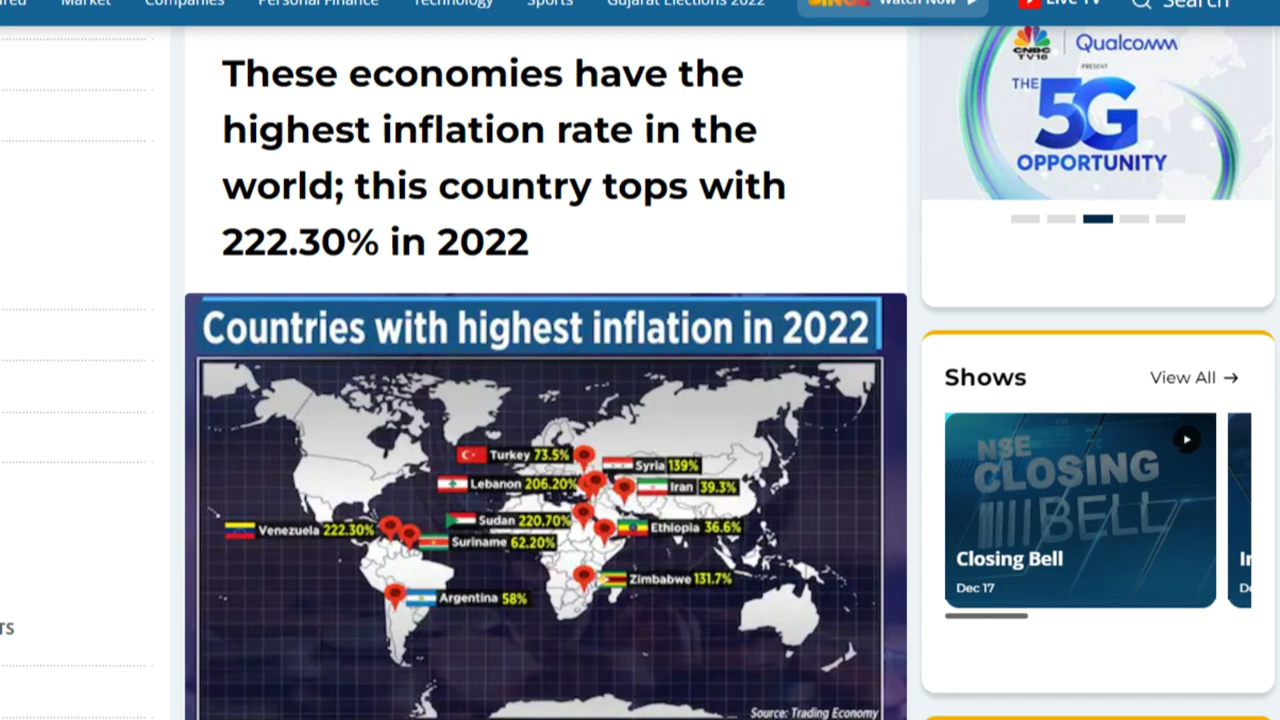 Market
Companies
Personal Finance
Technology
Sports
Gujarat Elections 2022
Watch Now
Live TV
Search
These economies have the
highest inflation rate in the
world; this country tops with
222.30% in 2022
CNBC
TV18
Qualcomm
PRESENT
THE
5G
OPPORTUNITY
Countries with highest inflation in 2022
Turkey 73.5%
Syria 139%
Lebanon 206.20%
Iran 39.3%
Sudan 220.70%
Ethiopia 36.6%
Venezuela 222.30%
Suriname 62.20%
Zimbabwe 131.7%
Argentina 58%
Source: Trading Economy
Shows
View All →
NSE
CLOSING
BELL
Closing Bell
Dec 17